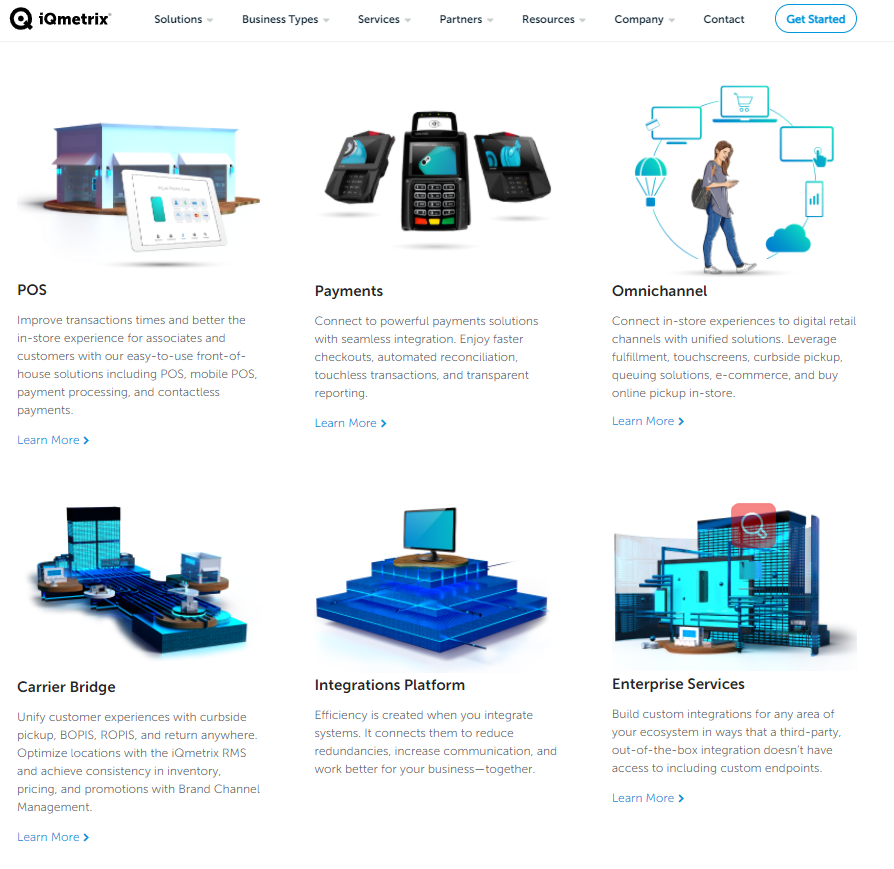 iQmetrix
Solutions
Business Types
Services
Partners
Resources
Company
Contact
Get Started
POS
Improve transactions times and better the
in-store experience for associates and
customers with our easy-to-use front-of-
house solutions including POS, mobile POS,
payment processing, and contactless
payments.
Learn More
Payments
Connect to powerful payments solutions
with seamless integration. Enjoy faster
checkouts, automated reconciliation,
touchless transactions, and transparent
reporting.
Learn More
Omnichannel
Connect in-store experiences to digital retail
channels with unified solutions. Leverage
fulfillment, touchscreens, curbside pickup,
queuing solutions, e-commerce, and buy
online pickup in-store.
Learn More
Carrier Bridge
Unify customer experiences with curbside
pickup, BOPIS, ROPIS, and return anywhere.
Optimize locations with the iQmetrix RMS
and achieve consistency in inventory,
pricing, and promotions with Brand Channel
Management.
Learn More
Integrations Platform
Efficiency is created when you integrate
systems. It connects them to reduce
redundancies, increase communication, and
work better for your business—together.
Enterprise Services
Build custom integrations for any area of
your ecosystem in ways that a third-party,
out-of-the-box integration doesn't have
access to including custom endpoints.
Learn More